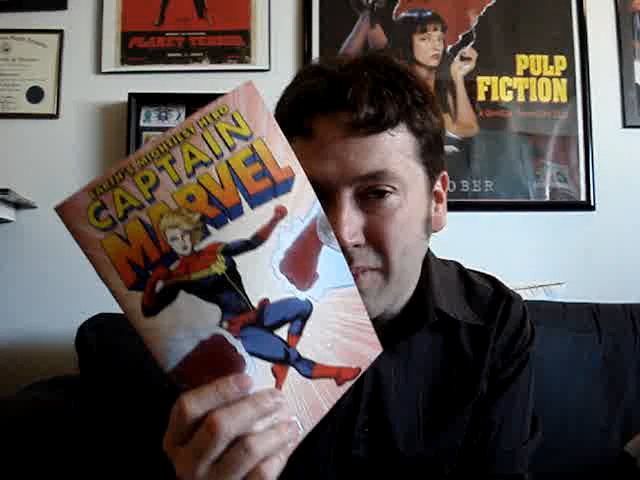 PLANET TERROR
PULP
FICTION
OBER
EARTH'S MIGHTIEST HERO
CAPTAIN
MARVEL